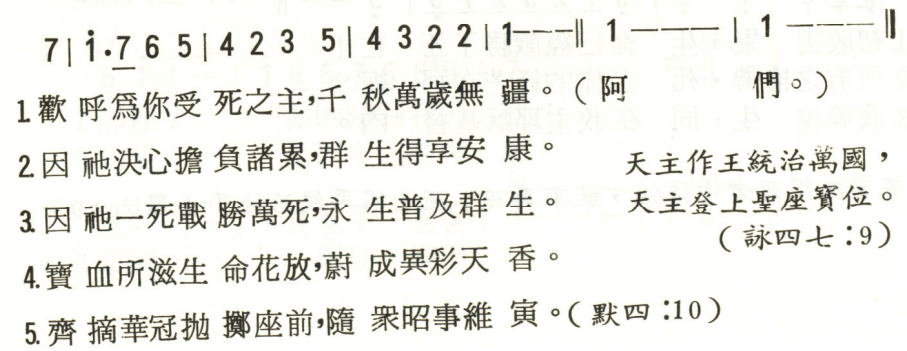 7 | i·7 6 5 | 4 2 3 5 | 4 3 2 2 | 1 — — ‖ 1 ——— | 1 ——— ‖
1. 歡呼爲你受死之主，千秋萬歲無疆。（阿們。）
2. 因祂決心擔負諸累，群生得享安康。
天主作王統治萬國，
3. 因祂一死戰勝萬死，永生普及群生。
天主登上聖座寶位。
（詠四七：9）
4. 寶血所滋生命花放，蔚成異彩天香。
5. 齊摘華冠拋擲座前，隨衆昭事維寅。（默四：10）